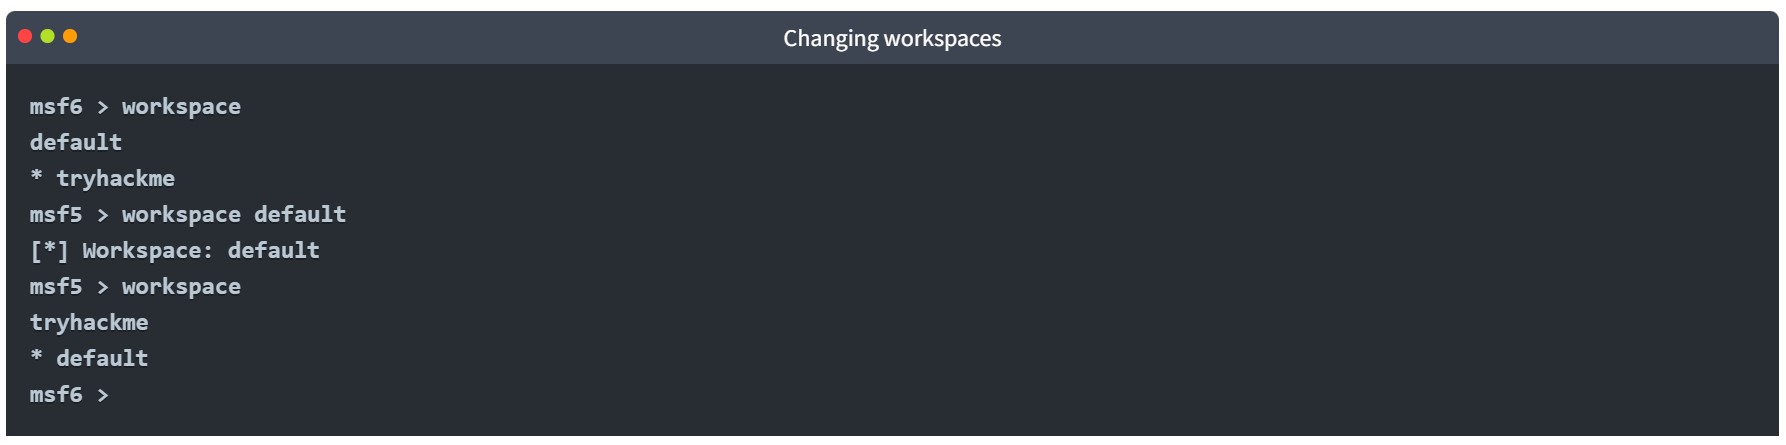 Changing workspaces
msf6 > workspace
default
* tryhackme
msf5 > workspace default
[*] Workspace: default
msf5 > workspace
tryhackme
* default
msf6 >